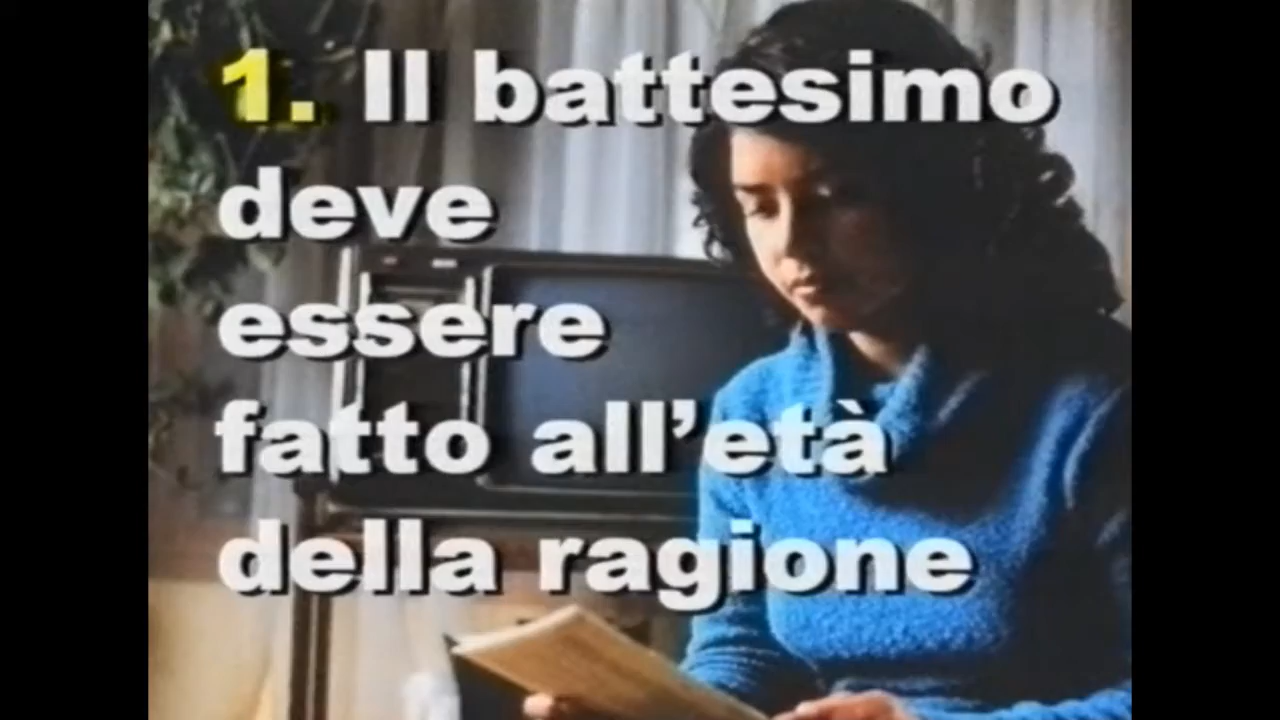 1. Il battesimo
deve
essere
fatto all’età
della ragione